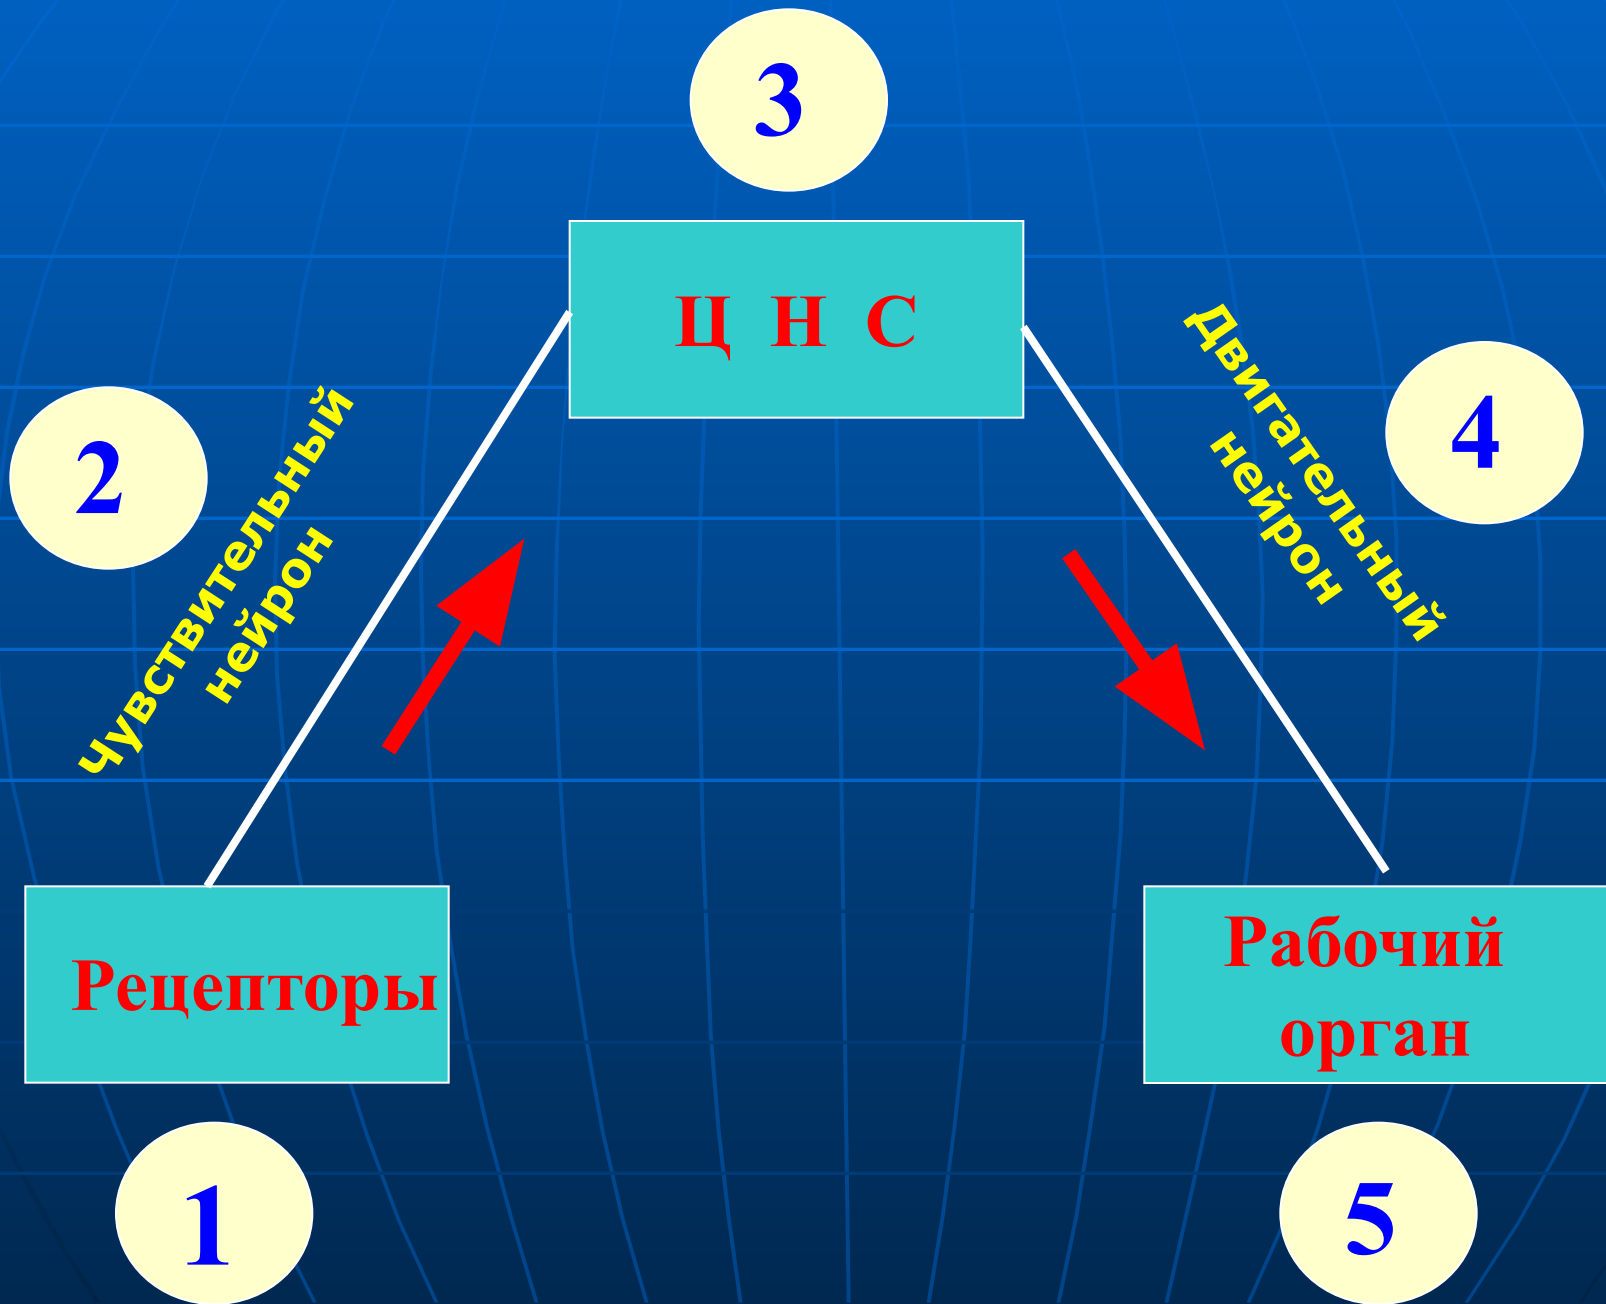 3
Ц Н С
2
Чувствительный
нейрон
Двигательный
нейрон
4
Рецепторы
Рабочий
орган
1
5